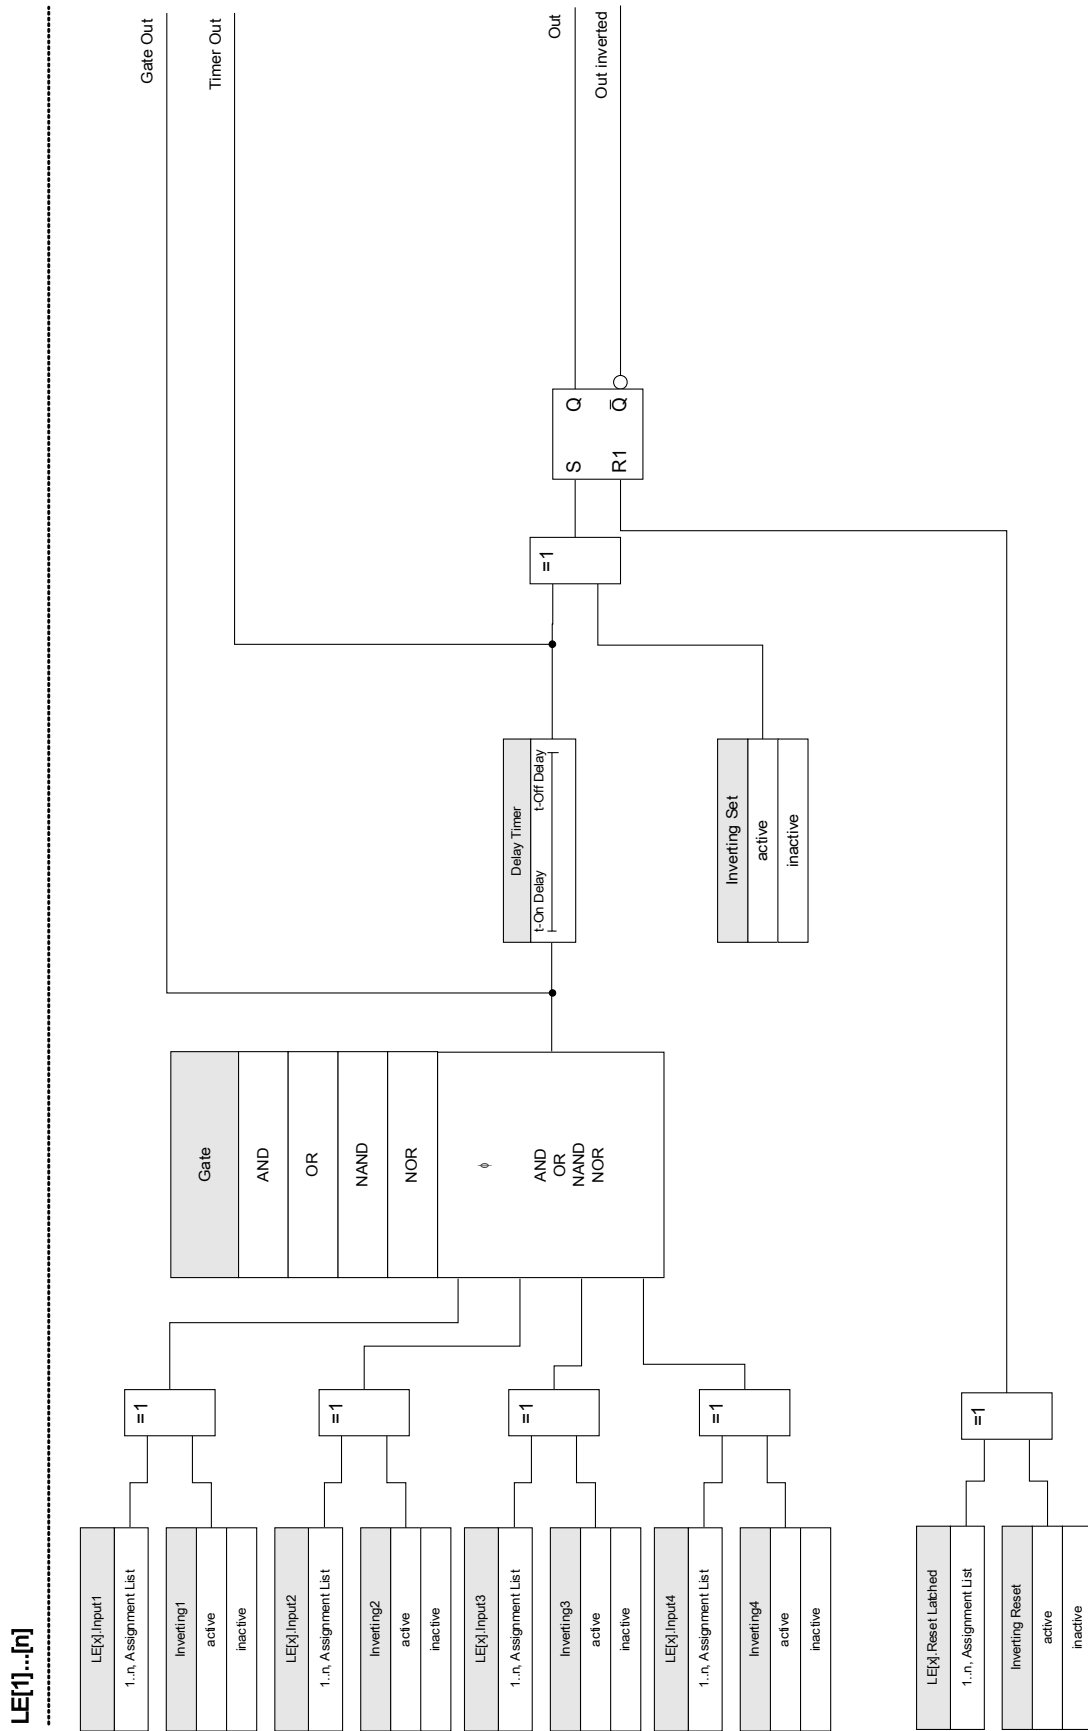 LE[1]...[n]
LE[x].Input1
1..n, Assignment List
Inverting1
active
inactive
=1
LE[x].Input2
1..n, Assignment List
Inverting2
active
inactive
=1
LE[x].Input3
1..n, Assignment List
Inverting3
active
inactive
=1
LE[x].Input4
1..n, Assignment List
Inverting4
active
inactive
=1
LE[x].Reset Latched
1..n, Assignment List
Inverting Reset
active
inactive
=1
Gate
AND
OR
NAND
NOR
ϕ
AND
OR
NAND
NOR
Delay Timer
t-On Delay t-Off Delay
Inverting Set
active
inactive
=1
S Q
R1 Q̅
Gate Out
Timer Out
Out
Out inverted